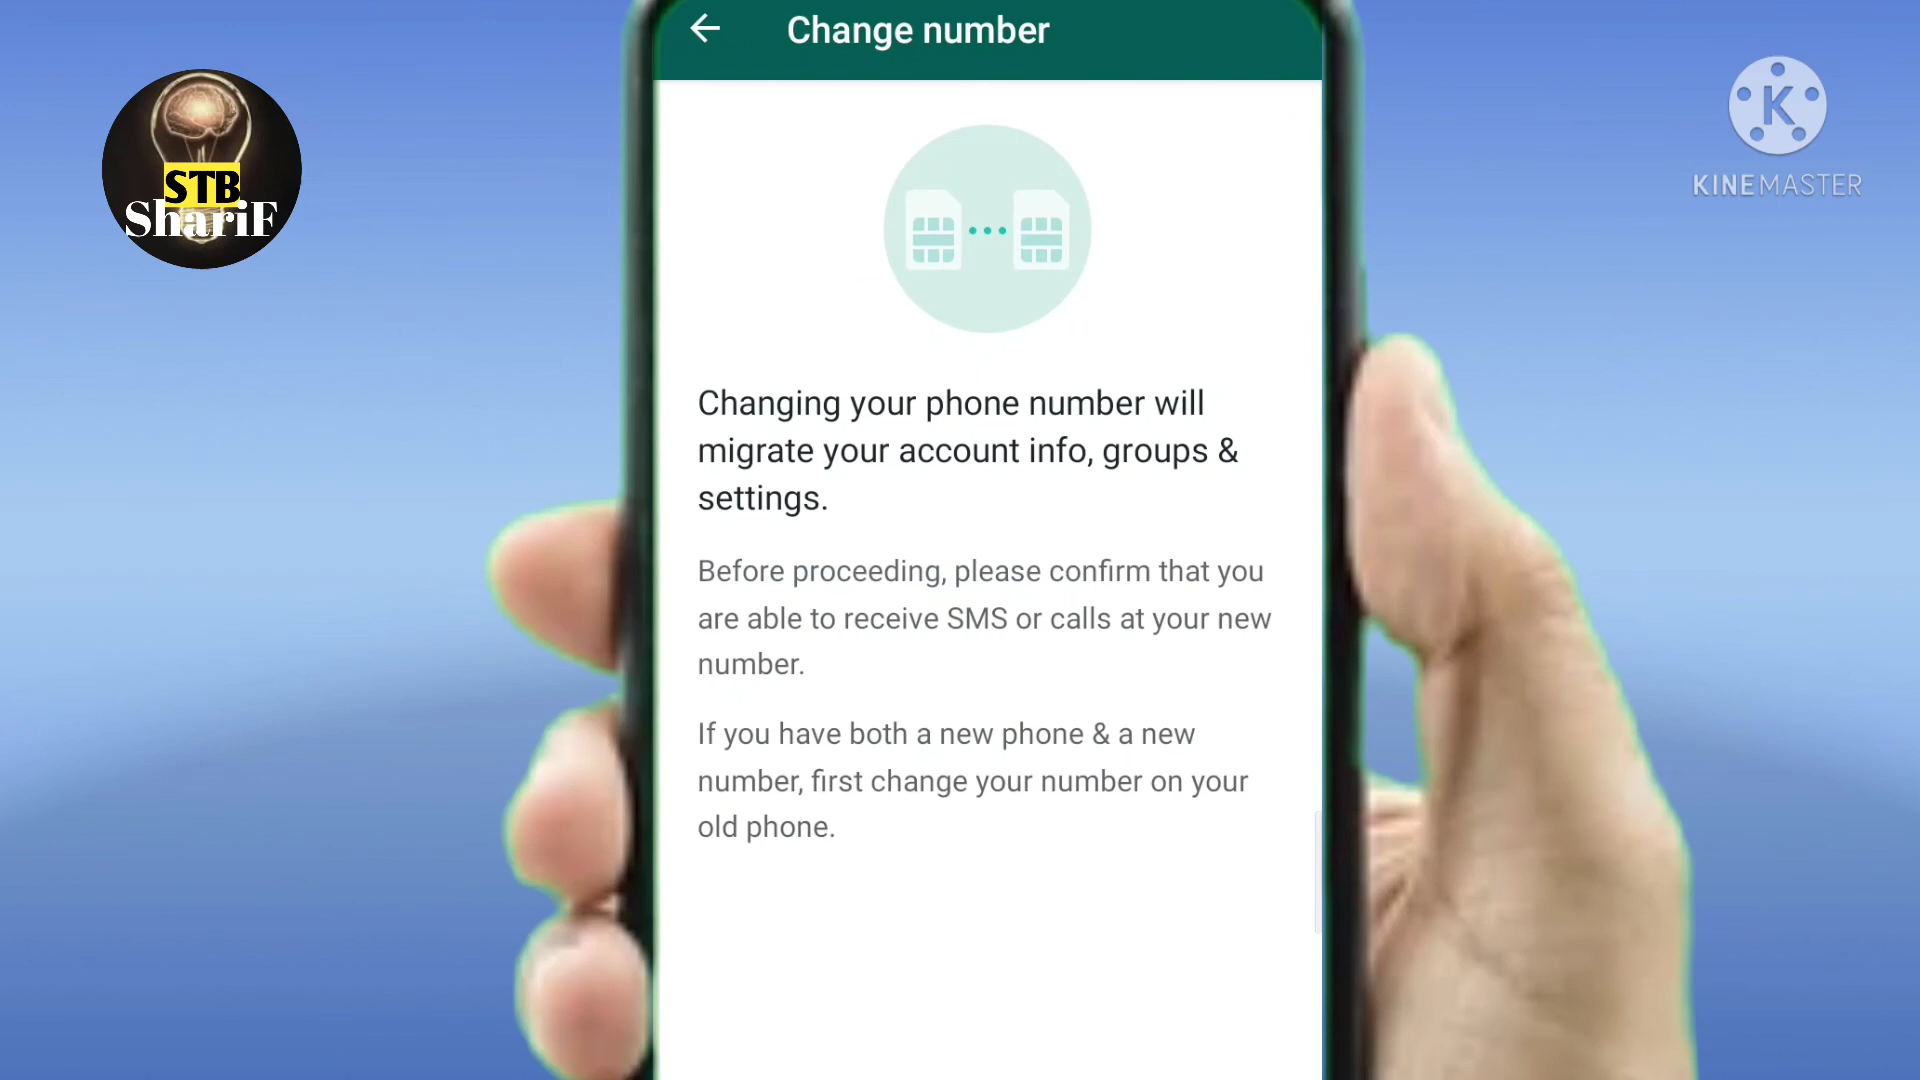 Change number
STB
ShariF
K
KINEMASTER
Changing your phone number will
migrate your account info, groups &
settings.
Before proceeding, please confirm that you
are able to receive SMS or calls at your new
number.
If you have both a new phone & a new
number, first change your number on your
old phone.